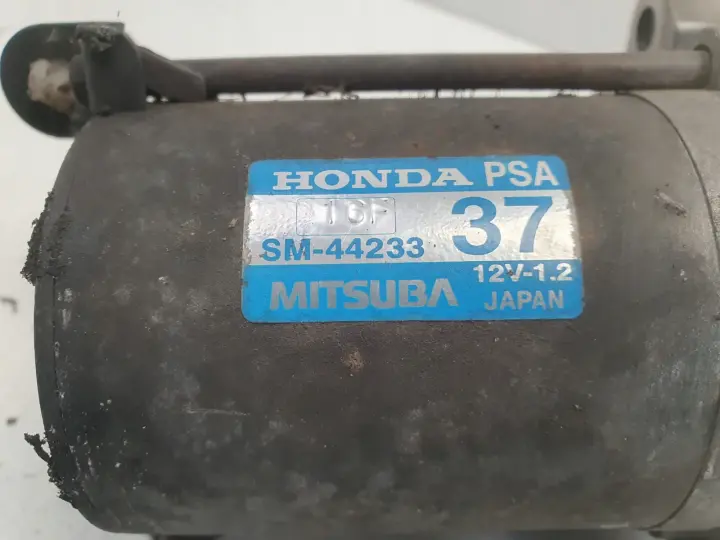 HONDA PSA
37
SM-44233
12V-1.2
MITSUBA JAPAN